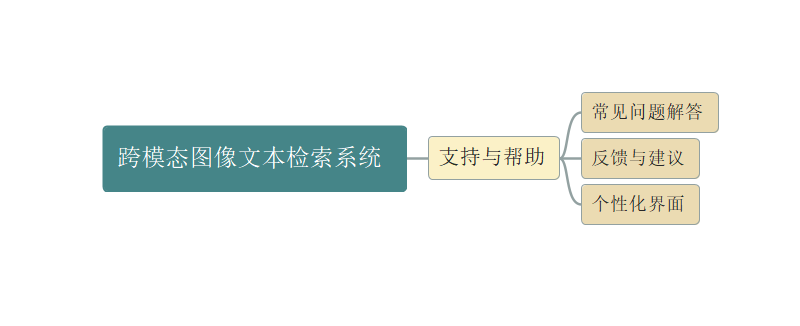 跨模态图像文本检索系统
支持与帮助
常见问题解答
反馈与建议
个性化界面